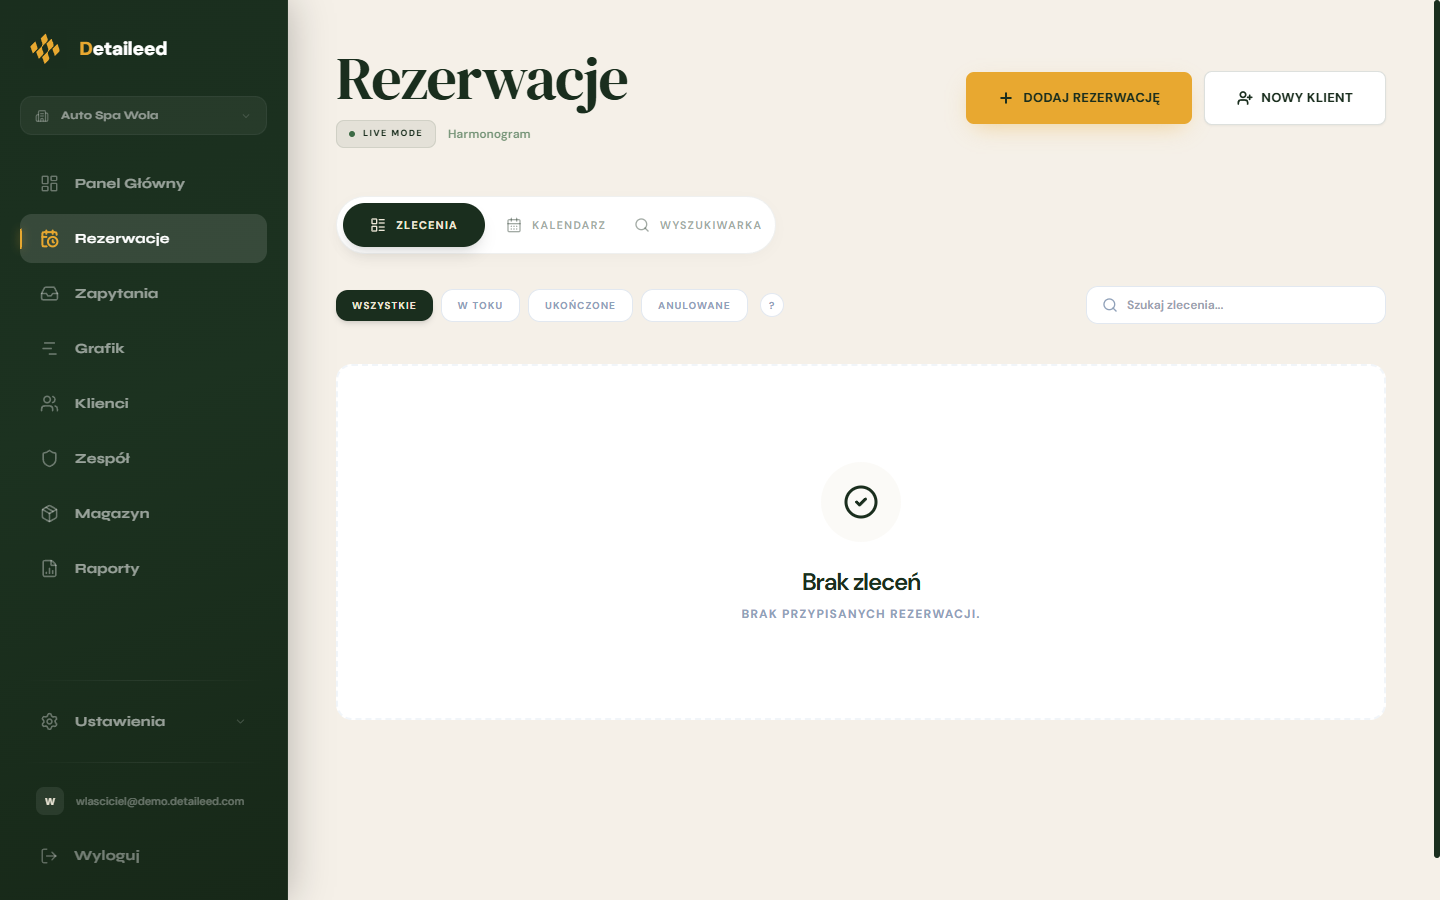 Detaileed
Auto Spa Wola
Panel Główny
Rezerwacje
Zapytania
Grafik
Klienci
Zespół
Magazyn
Raporty
Ustawienia
W
wlasciciel@demo.detaileed.com
Wyloguj
Rezerwacje
LIVE MODE
Harmonogram
DODAJ REZERWACJĘ
NOWY KLIENT
ZLECENIA
KALENDARZ
WYSZUKIWARKA
WSZYSTKIE
W TOKU
UKOŃCZONE
ANULOWANE
?
Szukaj zlecenia...
Brak zleceń
BRAK PRZYPISANYCH REZERWACJI.